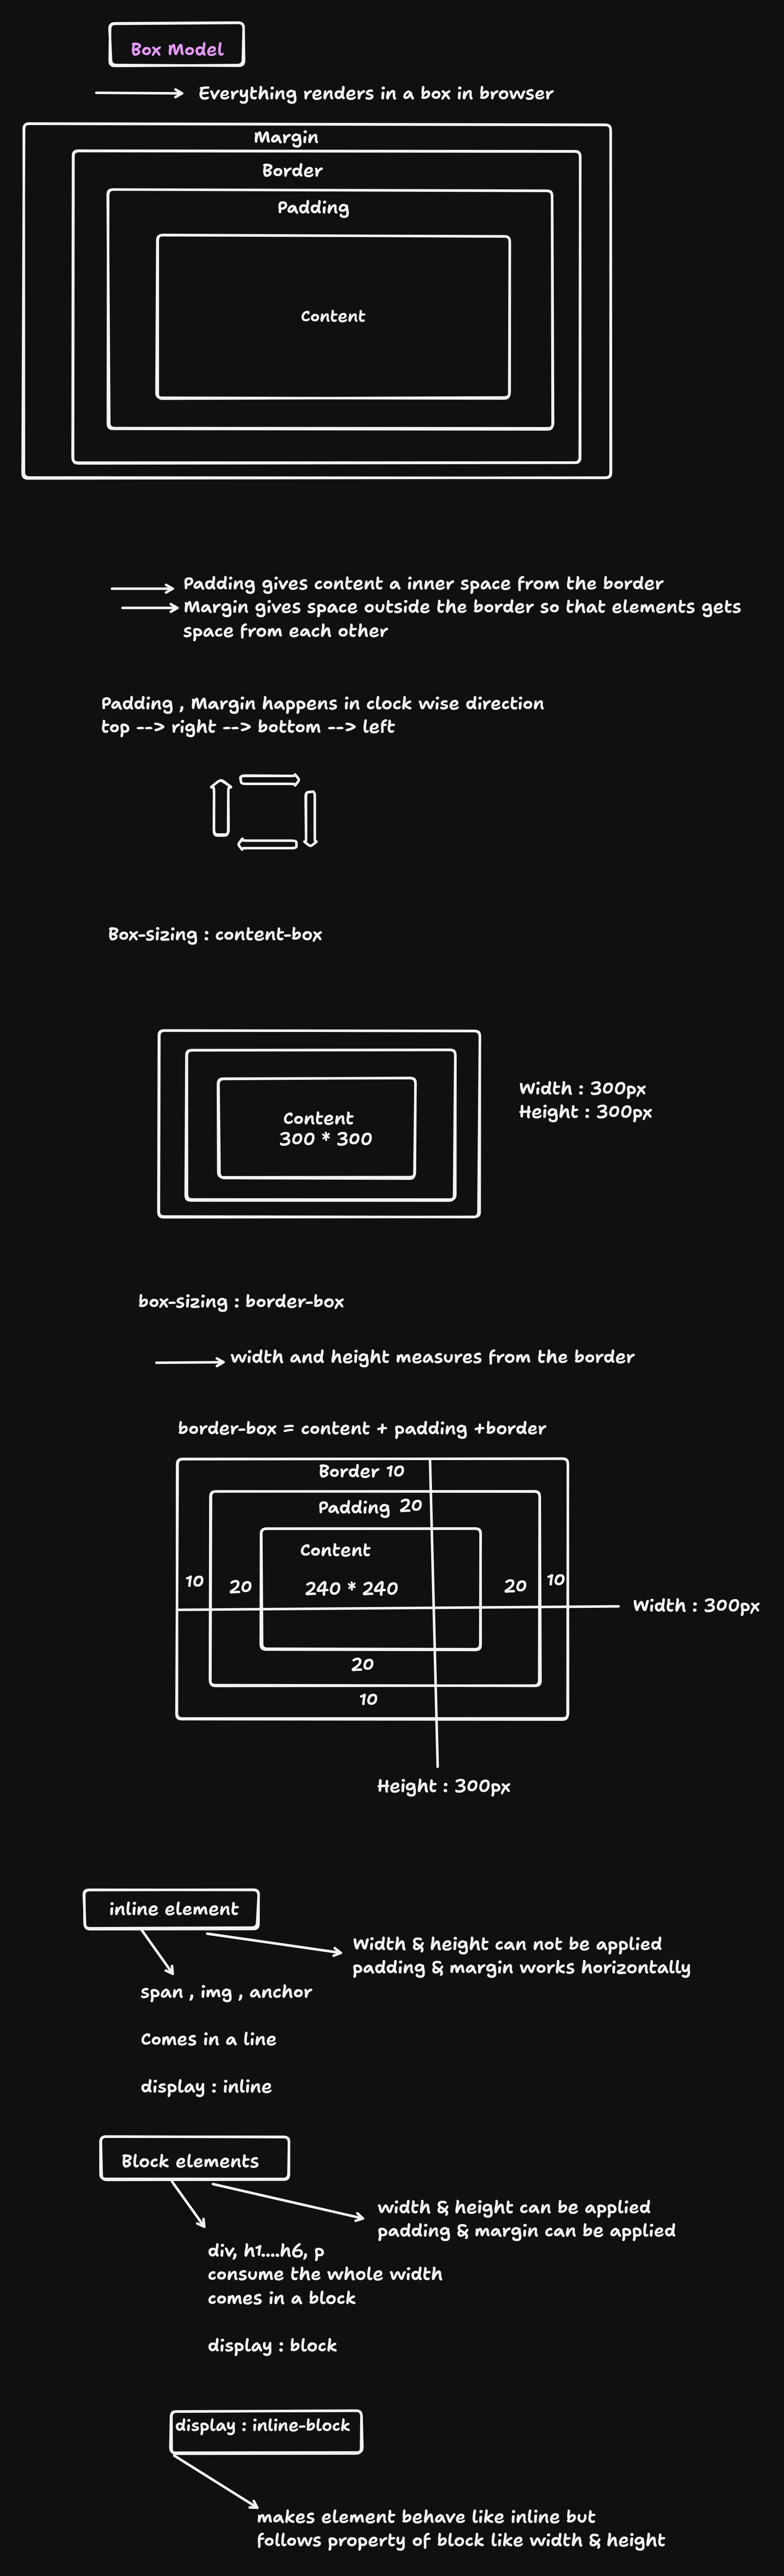 Box Model
Everything renders in a box in browser
Margin
Border
Padding
Content
Padding gives content a inner space from the border
Margin gives space outside the border so that elements gets
space from each other
Padding , Margin happens in clock wise direction
top --> right --> bottom --> left
Box-sizing : content-box
Content
300 * 300
Width : 300px
Height : 300px
box-sizing : border-box
width and height measures from the border
border-box = content + padding +border
Border 10
Padding 20
Content
10 20 240 * 240 20 10
Width : 300px
20
10
Height : 300px
inline element
Width & height can not be applied
padding & margin works horizontally
span , img , anchor
Comes in a line
display : inline
Block elements
width & height can be applied
padding & margin can be applied
div, h1....h6, p
consume the whole width
comes in a block
display : block
display : inline-block
makes element behave like inline but
follows property of block like width & height